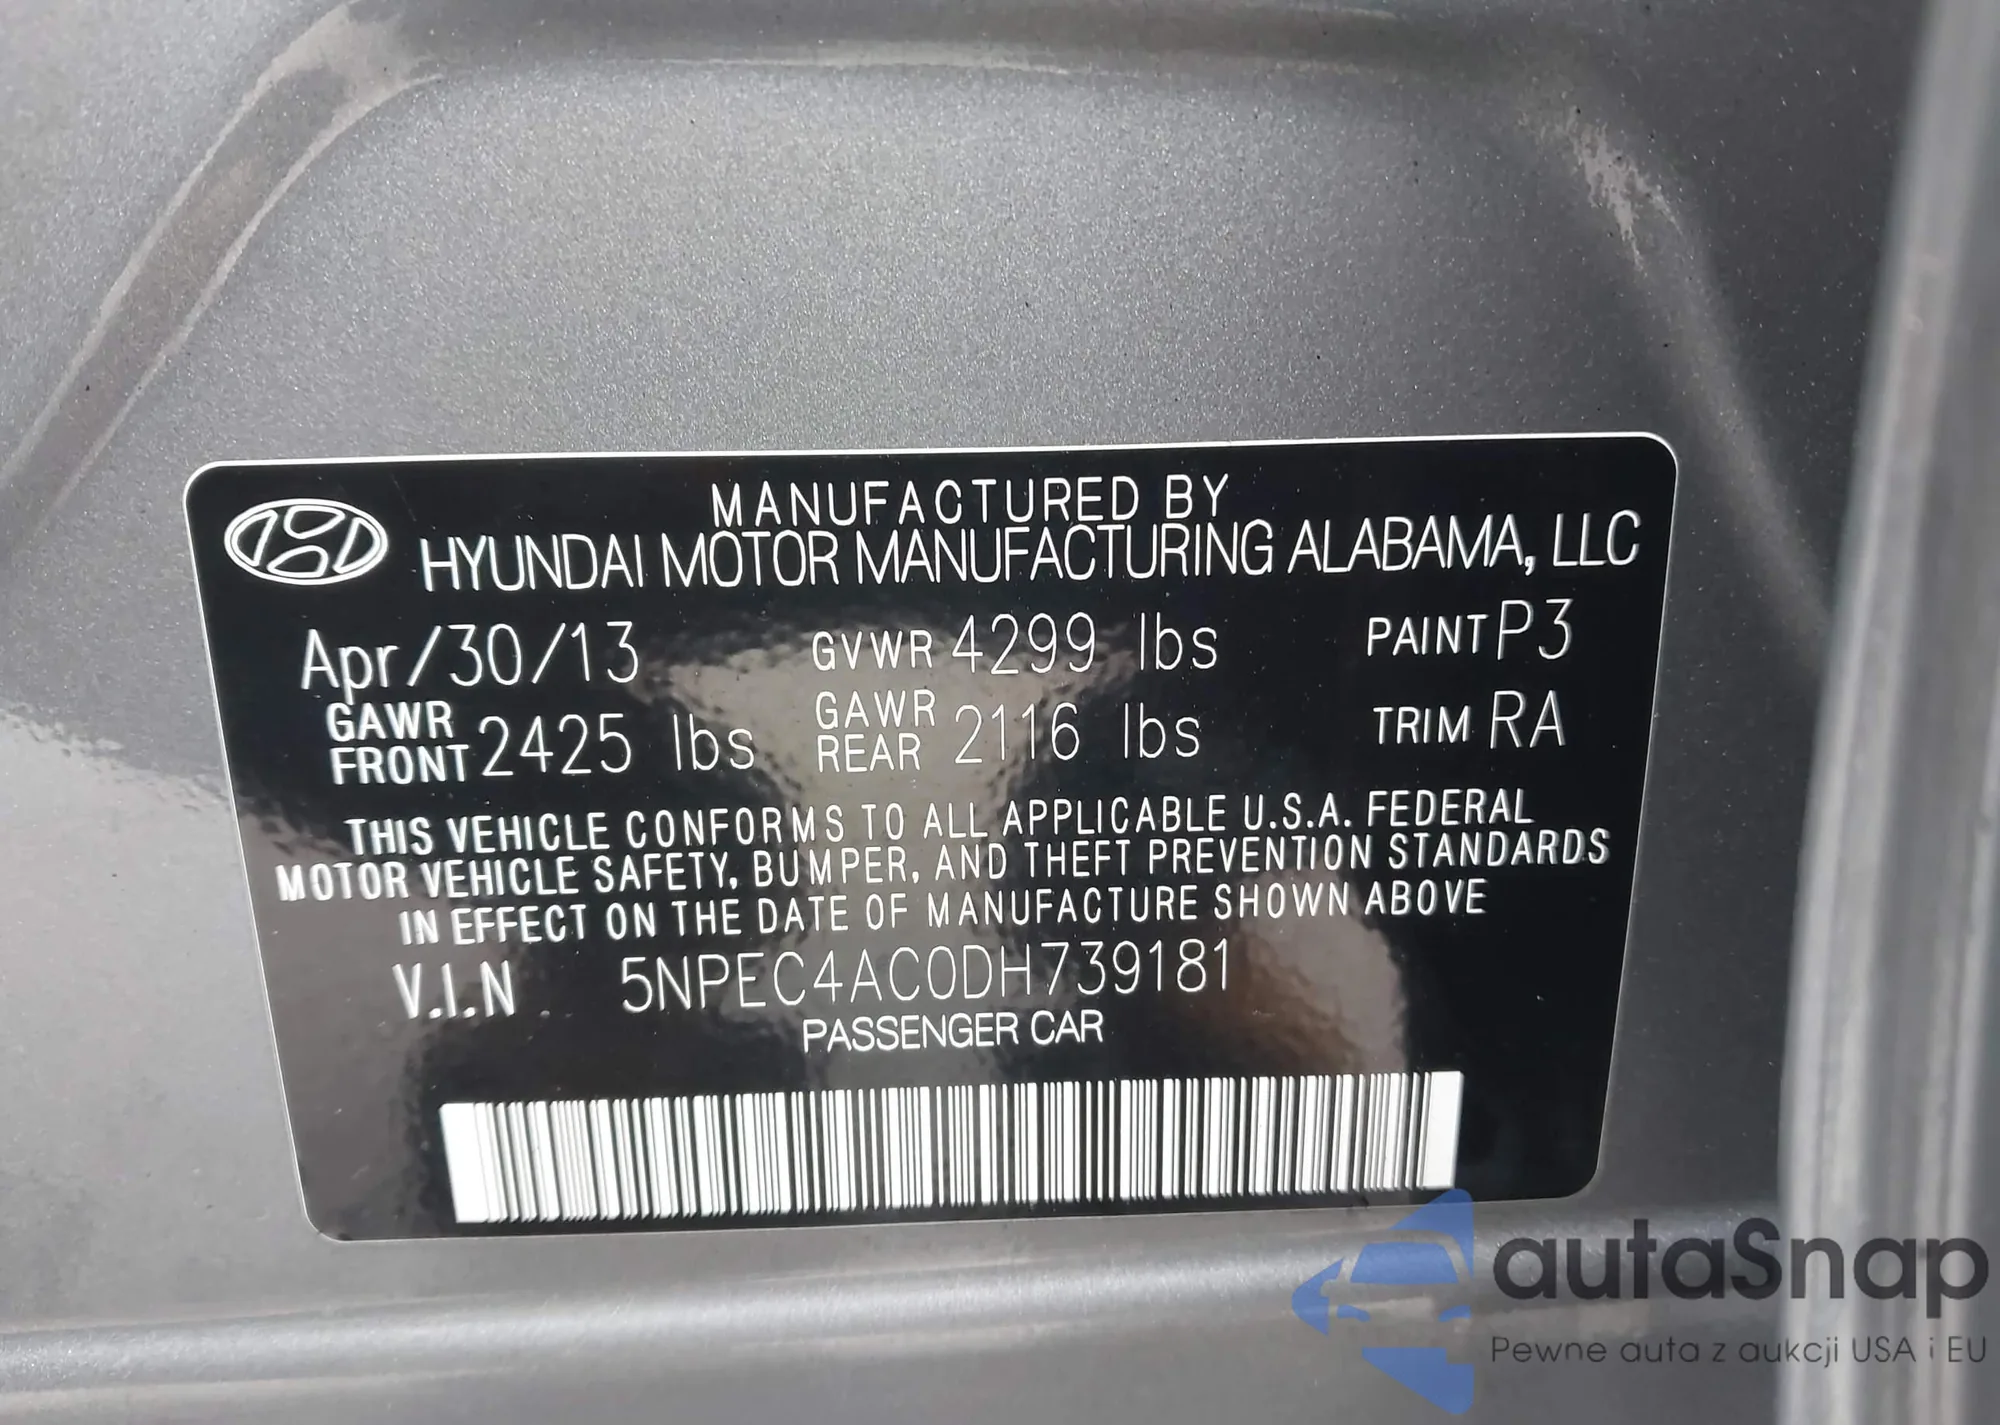 MANUFACTURED BY
HYUNDAI MOTOR MANUFACTURING ALABAMA, LLC
Apr/30/13 GVWR 4299 lbs PAINT P3
GAWR FRONT 2425 lbs GAWR REAR 2116 lbs TRIM RA
THIS VEHICLE CONFORMS TO ALL APPLICABLE U.S.A. FEDERAL
MOTOR VEHICLE SAFETY, BUMPER, AND THEFT PREVENTION STANDARDS
IN EFFECT ON THE DATE OF MANUFACTURE SHOWN ABOVE
V.I.N 5NPEC4AC0DH739181
PASSENGER CAR
autaSnap
Pewne auta z aukcji USA i EU